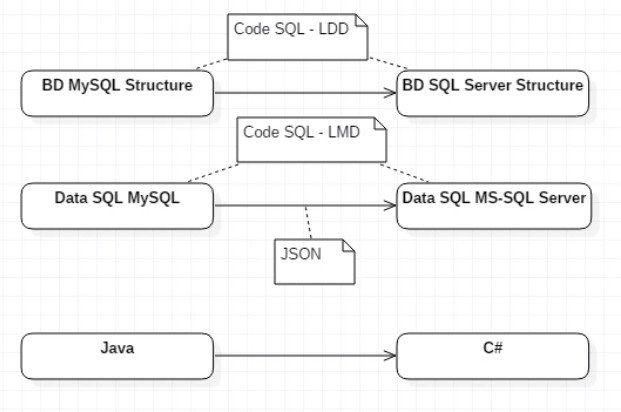 Code SQL - LDD
BD MySQL Structure
BD SQL Server Structure
Code SQL - LMD
Data SQL MySQL
Data SQL MS-SQL Server
JSON
Java
C#